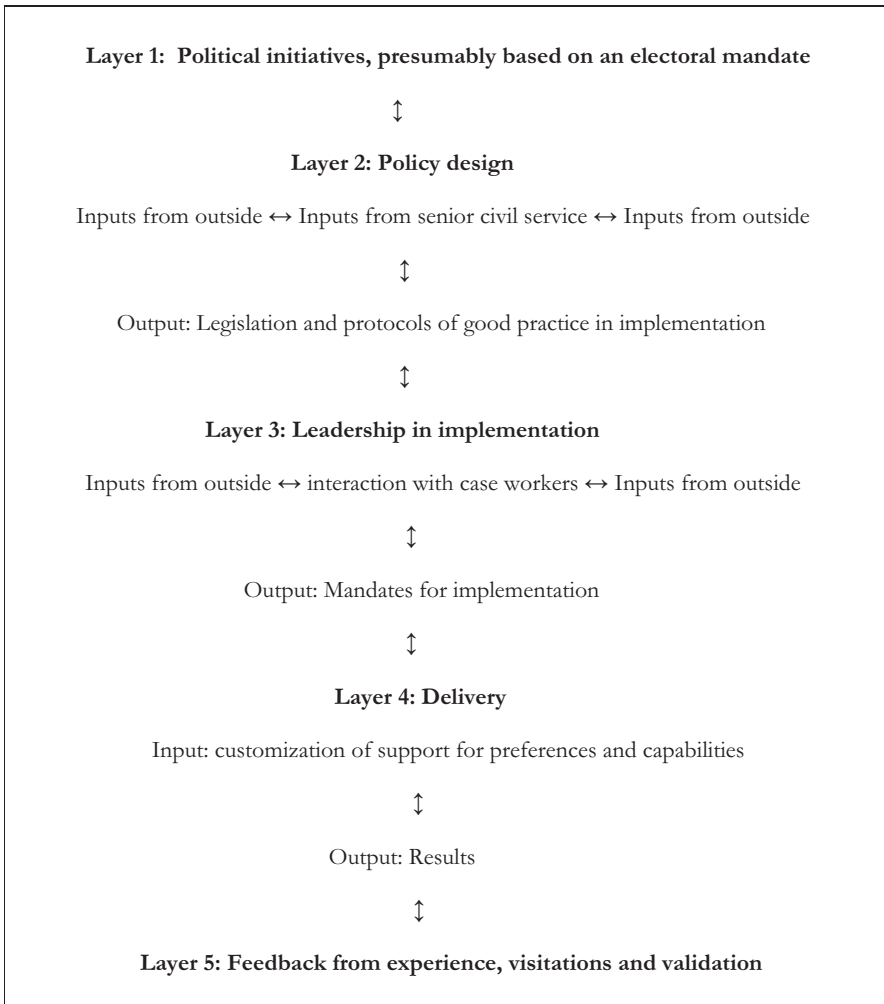 Layer 1:  Political initiatives, presumably based on an electoral mandate
↕
Layer 2: Policy design
Inputs from outside ↔ Inputs from senior civil service ↔ Inputs from outside
↕
Output: Legislation and protocols of good practice in implementation
↕
Layer 3: Leadership in implementation
Inputs from outside ↔ interaction with case workers ↔ Inputs from outside
↕
Output: Mandates for implementation
↕
Layer 4: Delivery
Input: customization of support for preferences and capabilities
↕
Output: Results
↕
Layer 5: Feedback from experience, visitations and validation